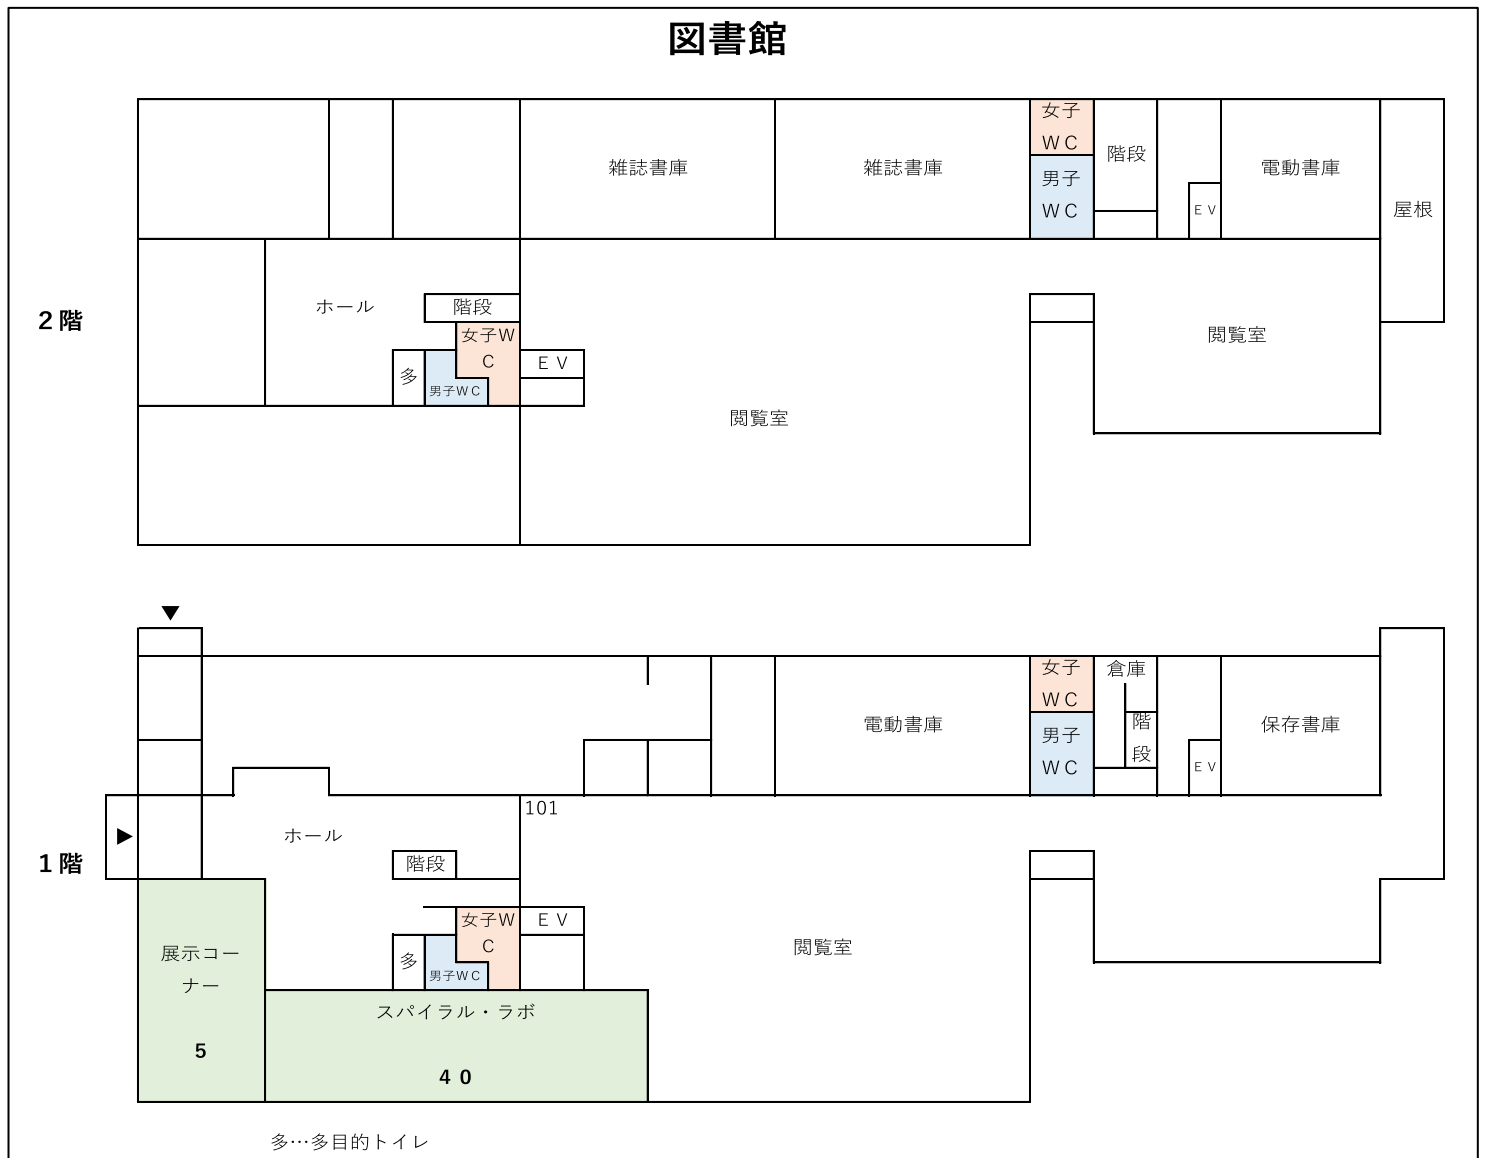 図書館
女子
ＷＣ
男子
ＷＣ
階段
雑誌書庫
雑誌書庫
電動書庫
ＥＶ
屋根
2階
ホール
階段
女子Ｗ
Ｃ
ＥＶ
多
男子ＷＣ
閲覧室
閲覧室
▼
女子
ＷＣ
男子
ＷＣ
倉庫
階
段
電動書庫
保存書庫
ＥＶ
101
ホール
▶
1階
階段
女子Ｗ
Ｃ
ＥＶ
多
男子ＷＣ
閲覧室
展示コー
ナー
5
スパイラル・ラボ
４０
多…多目的トイレ